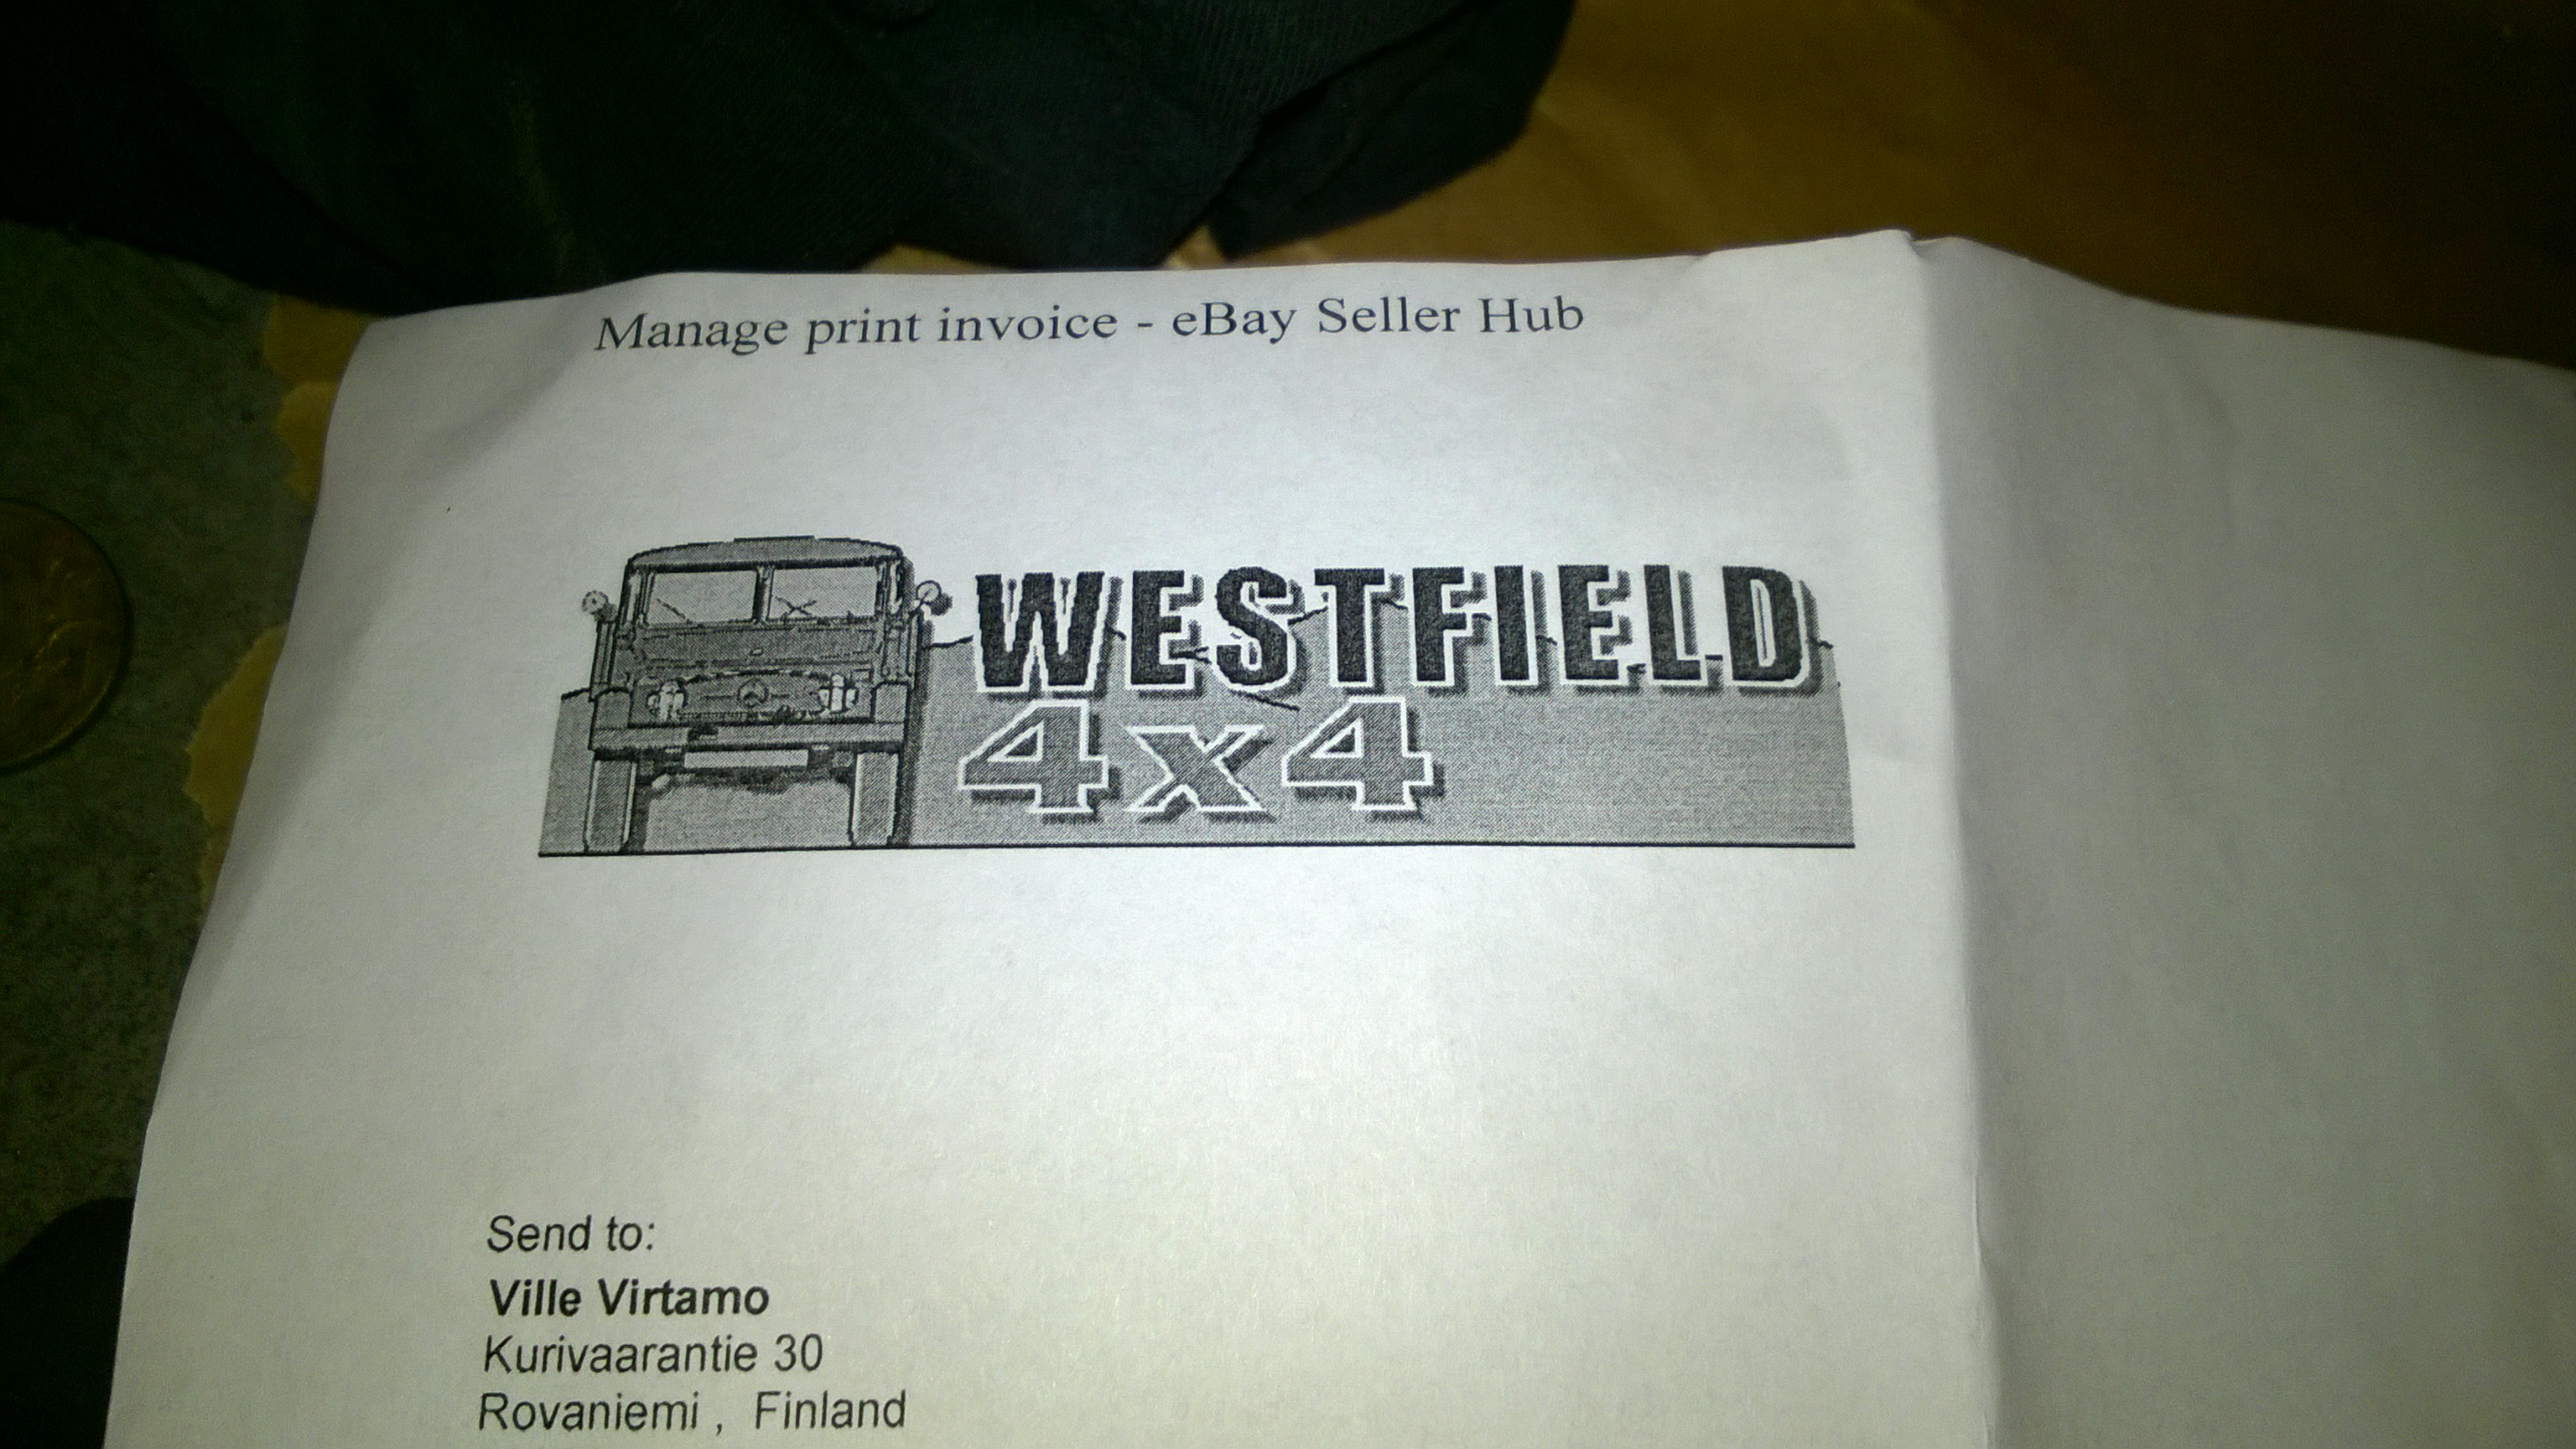 Manage print invoice - eBay Seller Hub
WESTFIELD
4x4
Send to:
Ville Virtamo
Kurivaarantie 30
Rovaniemi , Finland